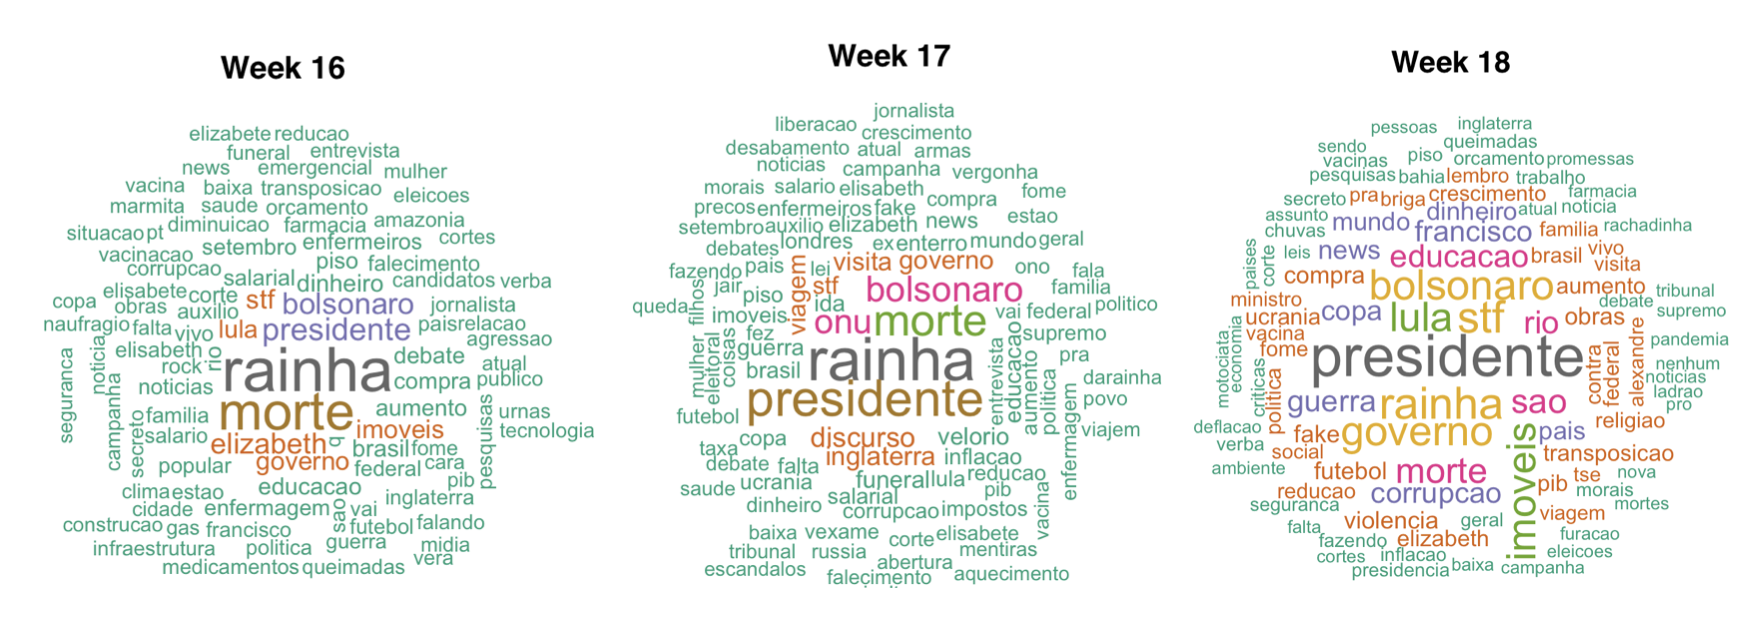 Week 16
elizabete reducao
funeral entrevista
news emergencial mulher
vacina baixa transposicao eleicoes
marmita saude orcamento amazonia
situacao pt diminuicao farmacia cortes
vacinacao setembro enfermeiros
corrupcao piso falecimento
elisabete corte salarial dinheiro candidatos verba
copa obras auxilio stf bolsonaro jornalista
naufragio falta vivo lula presidente pais relacao
agressao
seguranca noticia elisabeth rock rio debate atual
noticias rainha compra publico
campanha secreto familia morte aumento pesquisas urnas
salario elizabeth q imoveis tecnologia
popular governo brasil fome
federal cara
clima estao educacao pib
cidade enfermagem sao vai inglaterra
construcao gas francisco futebol falando
infraestrutura politica guerra midia
medicamentos queimadas vera
Week 17
jornalista
liberacao crescimento
desabamento atual armas
noticias campanha vergonha
morais salario elisabeth compra fome
precos enfermeiros fake news estao
setembro auxilio elizabeth
debates londres ex enterro mundo geral
fazendo pais viagem lei visita governo ono fala
jair stf familia
queda filhos piso ida bolsonaro politico
imoveis onu morte vai federal
fez supremo
mulher eleitoral coisas guerra rainha entrevista educacao pra
brasil presidente aumento politica darainha
povo
futebol enfermagem viajem
copa discurso velorio
taxa inglaterra inflacao
debate falta funeral lula reducao
saude ucrania salarial pib
dinheiro corrupcao impostos vacinao
baixa vexame corte elisabete
tribunal russia mentiras
escandalos abertura
falecimento aquecimento
Week 18
pessoas inglaterra
sendo queimadas
vacinas piso orcamento promessas
pesquisas bahia lembro trabalho
secreto pra briga crescimento farmacia
assunto dinheiro atual noticia
chuvas mundo francisco familia rachadinha
paises corte leis news educacao brasil vivo
compra visita
bolsonaro aumento tribunal
ministro debate supremo
ucrania copa lula stf rio obras
vacina
motociata economia fome presidente contra federal alexandre pandemia
nenhum
criticas politica noticias
guerra rainha sao ladrao
pro
deflacao religiao
verba fake governo imoveis pais
social transposicao
ambiente futebol morte tse nova
reducao corrupcao pib morais
seguranca mortes
violencia geral viagem
falta elizabeth furacao
fazendo eleicoes
cortes inflacao
presidencia baixa campanha